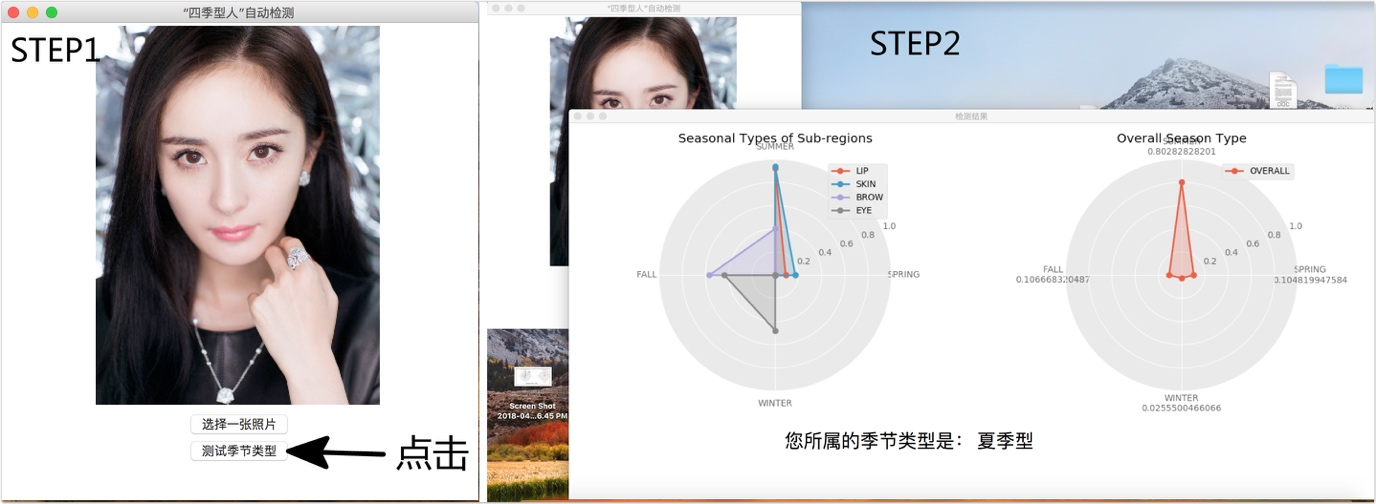 “四季型人”自动检测
STEP1
选择一张照片
测试季节类型
点击
“四季型人”自动检测
STEP2
DOC
检测结果
Seasonal Types of Sub-regions
SUMMER
LIP
SKIN
BROW
EYE
1.0
0.8
0.6
0.4
0.2
FALL
SPRING
WINTER
Overall Season Type
SUMMER
0.80282828201
OVERALL
1.0
0.8
0.6
0.4
0.2
FALL
0.106668320487
SPRING
0.104819947584
WINTER
0.0255500466066
Screen Shot
2018-04...6.45 PM
您所属的季节类型是： 夏季型